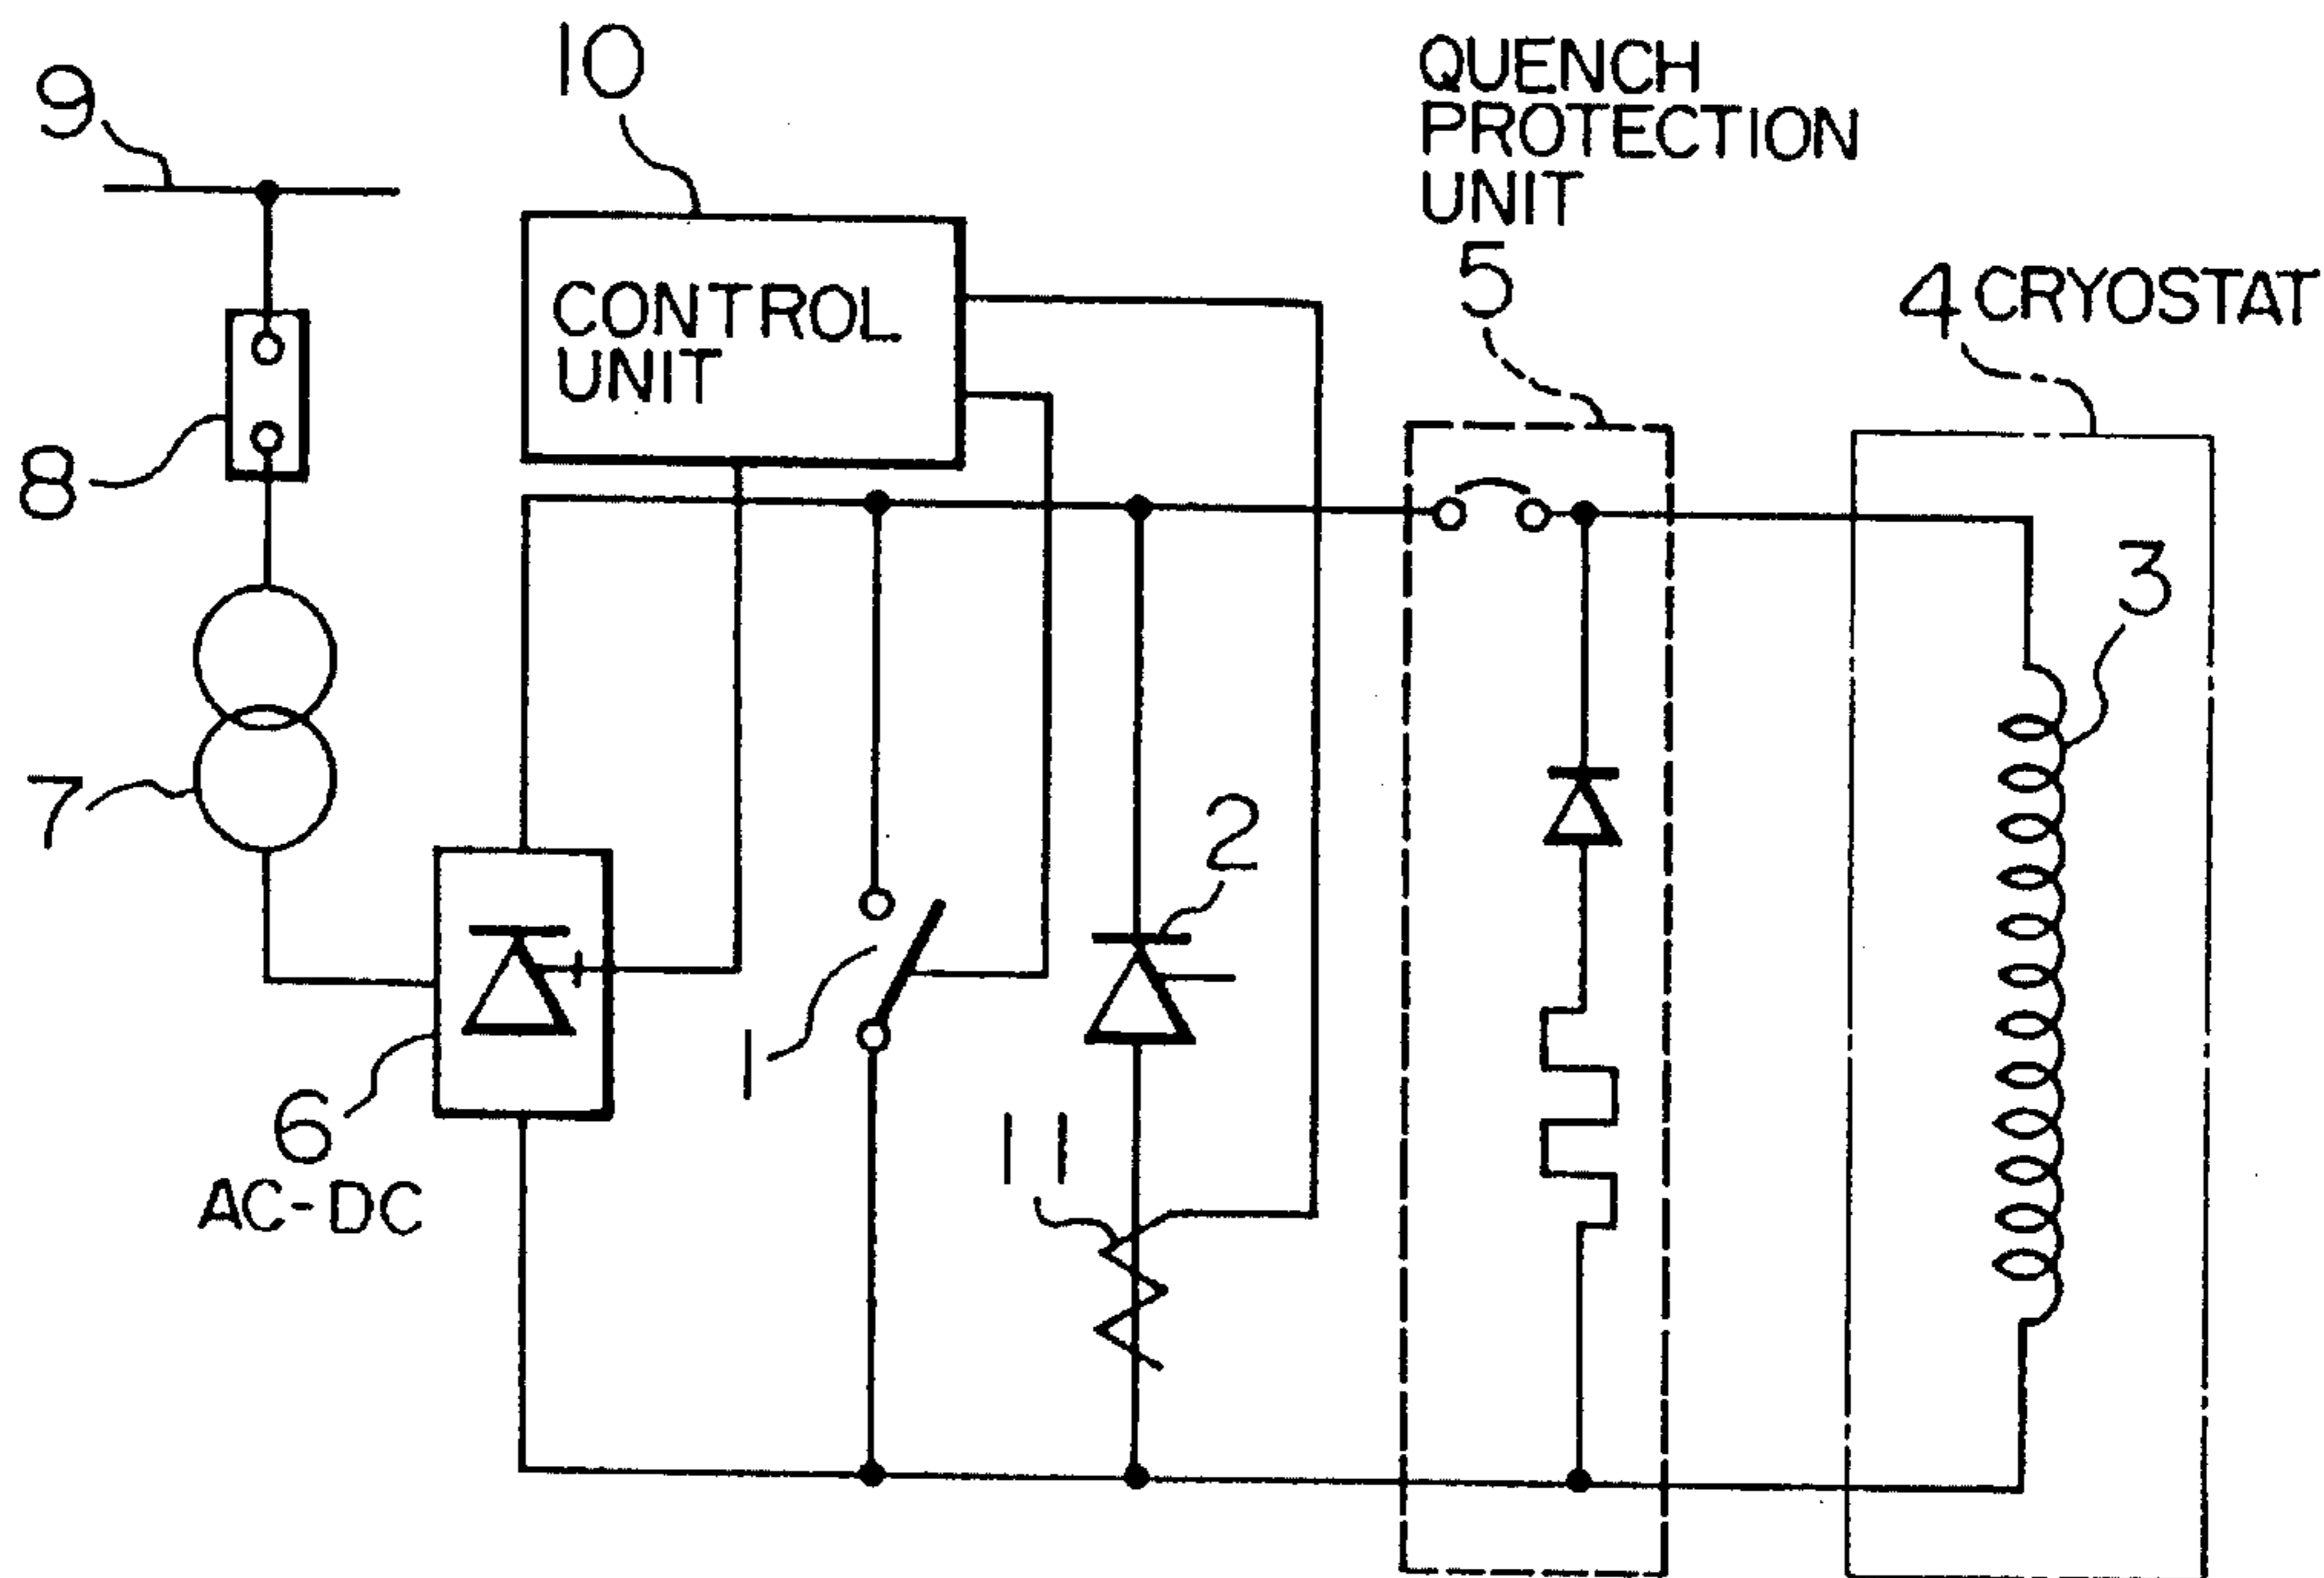 10
9
QUENCH
PROTECTION
UNIT
5
4 CRYOSTAT
CONTROL
UNIT
8
3
7
2
1
6
AC-DC
11